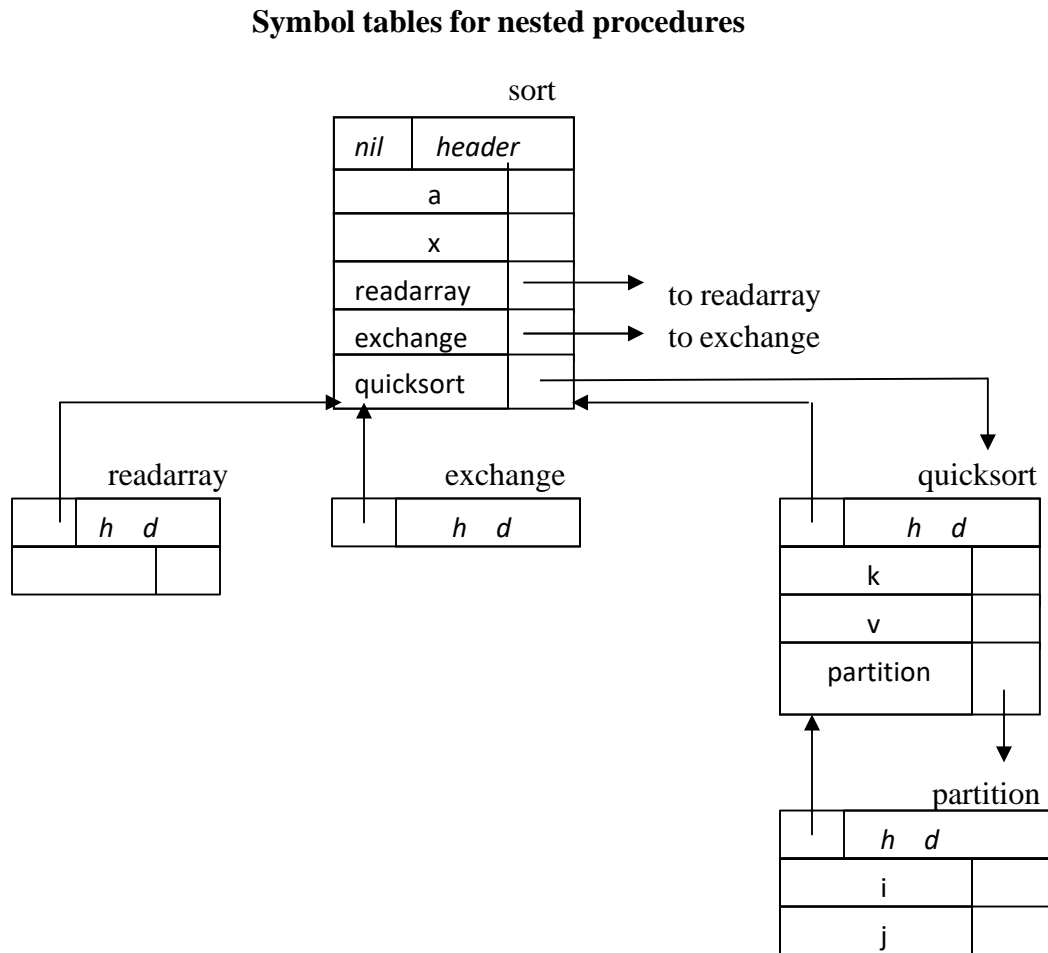 Symbol tables for nested procedures
sort
nil header
a
x
readarray
to readarray
exchange
to exchange
quicksort
readarray
exchange
quicksort
h d
h d
h d
k
v
partition
partition
h d
i
j